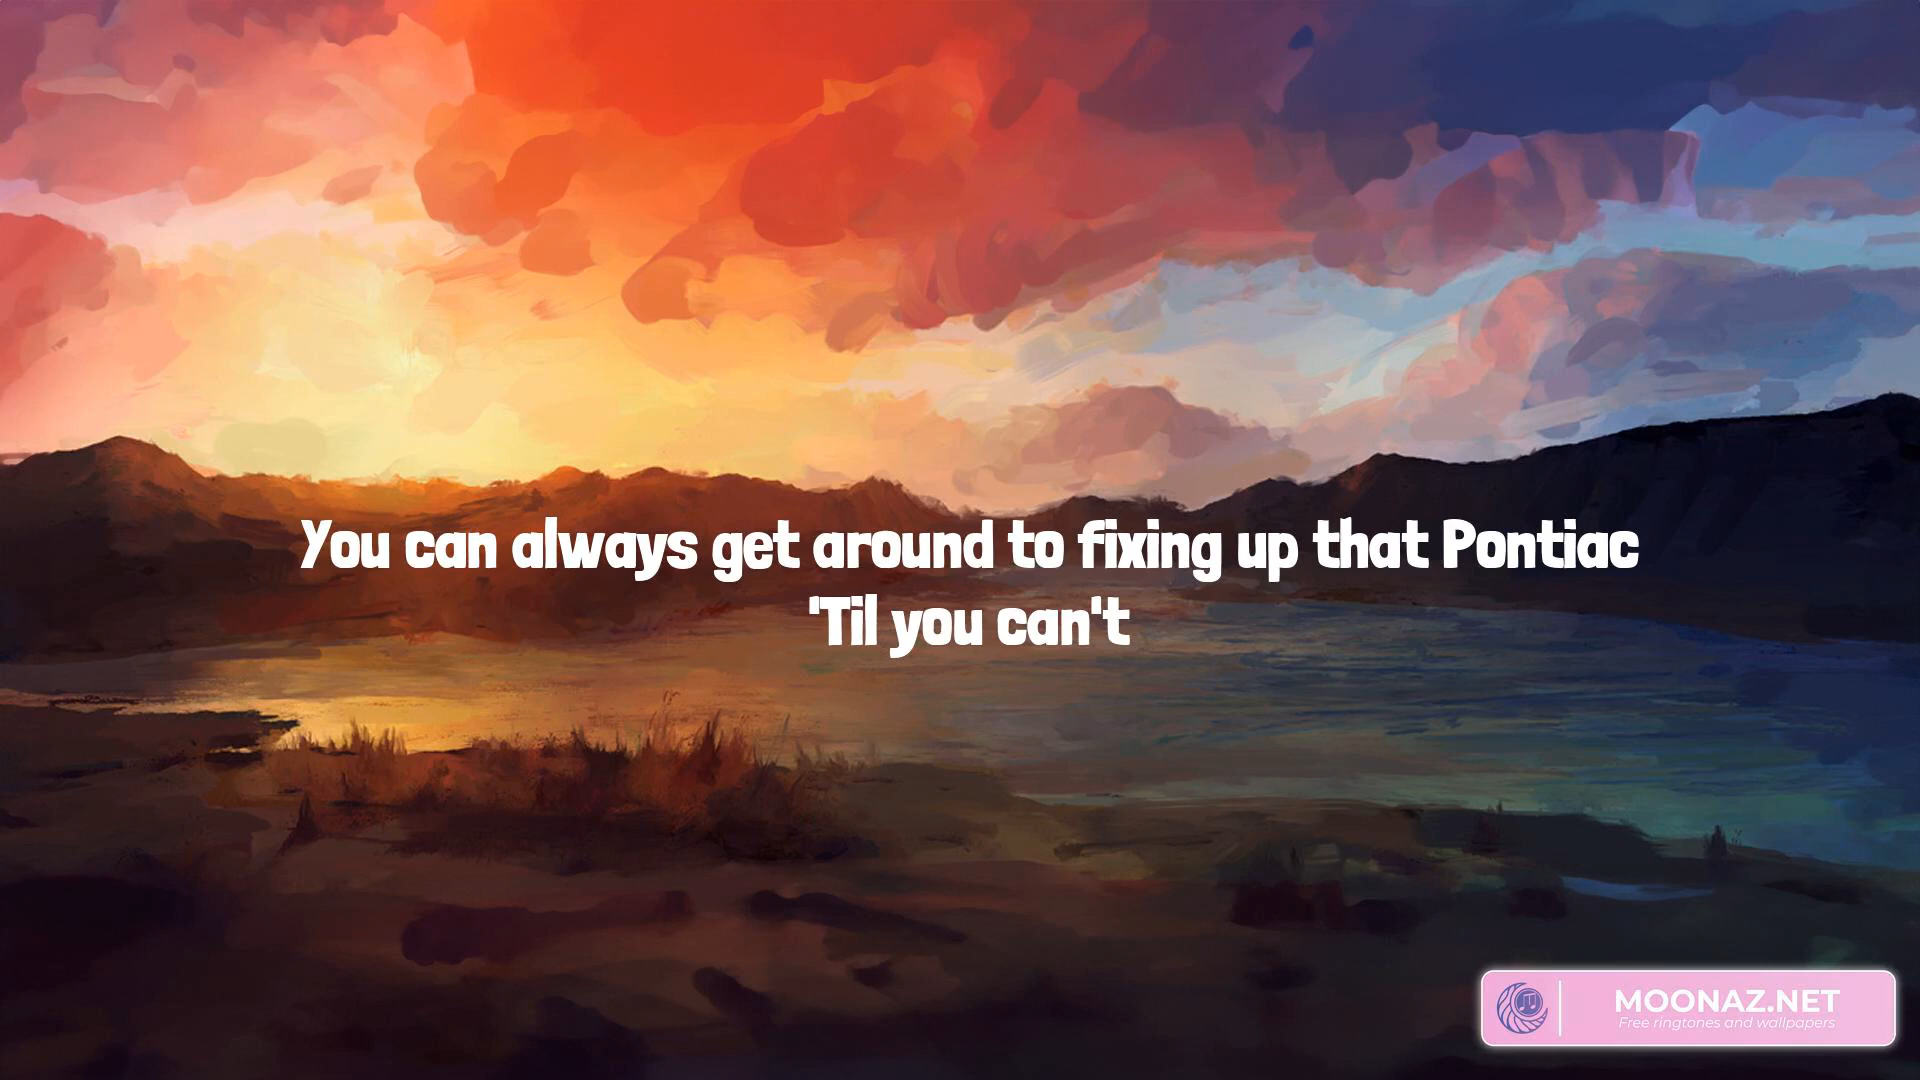 You can always get around to fixing up that Pontiac
'Til you can't
MOONAZ.NET
Free ringtones and wallpapers